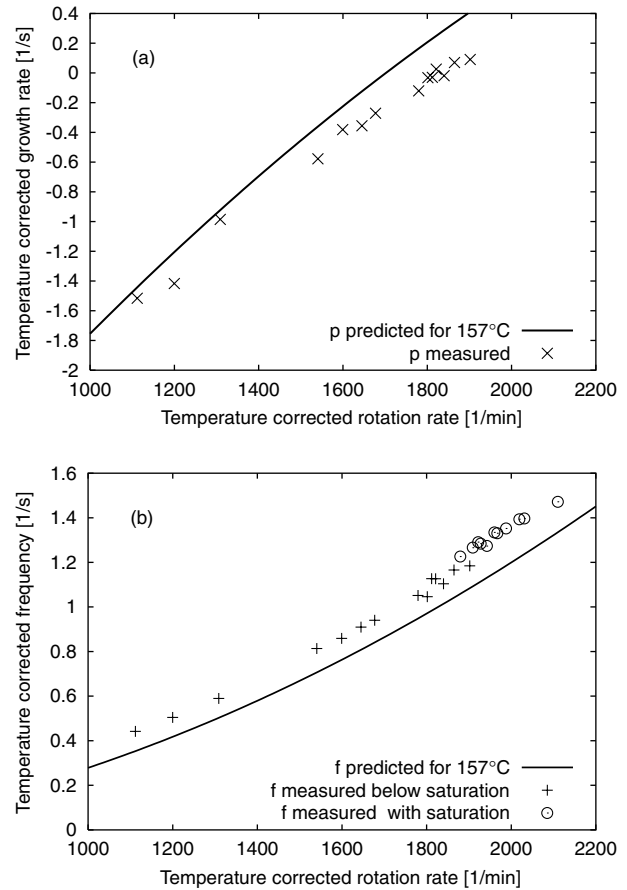 0.4
0.2
0
-0.2
-0.4
-0.6
-0.8
-1
-1.2
-1.4
-1.6
-1.8
-2
Temperature corrected growth rate [1/s]
(a)
p predicted for 157°C
p measured
1000 1200 1400 1600 1800 2000 2200
Temperature corrected rotation rate [1/min]
1.6
1.4
1.2
1
0.8
0.6
0.4
0.2
0
Temperature corrected frequency [1/s]
(b)
f predicted for 157°C
f measured below saturation
f measured with saturation
1000 1200 1400 1600 1800 2000 2200
Temperature corrected rotation rate [1/min]